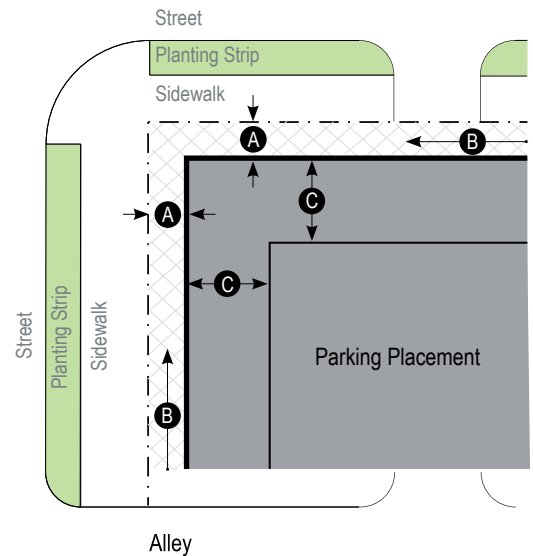 Street
Planting Strip
Sidewalk
A
B
A
C
C
Street
Planting Strip
Sidewalk
Parking Placement
B
Alley